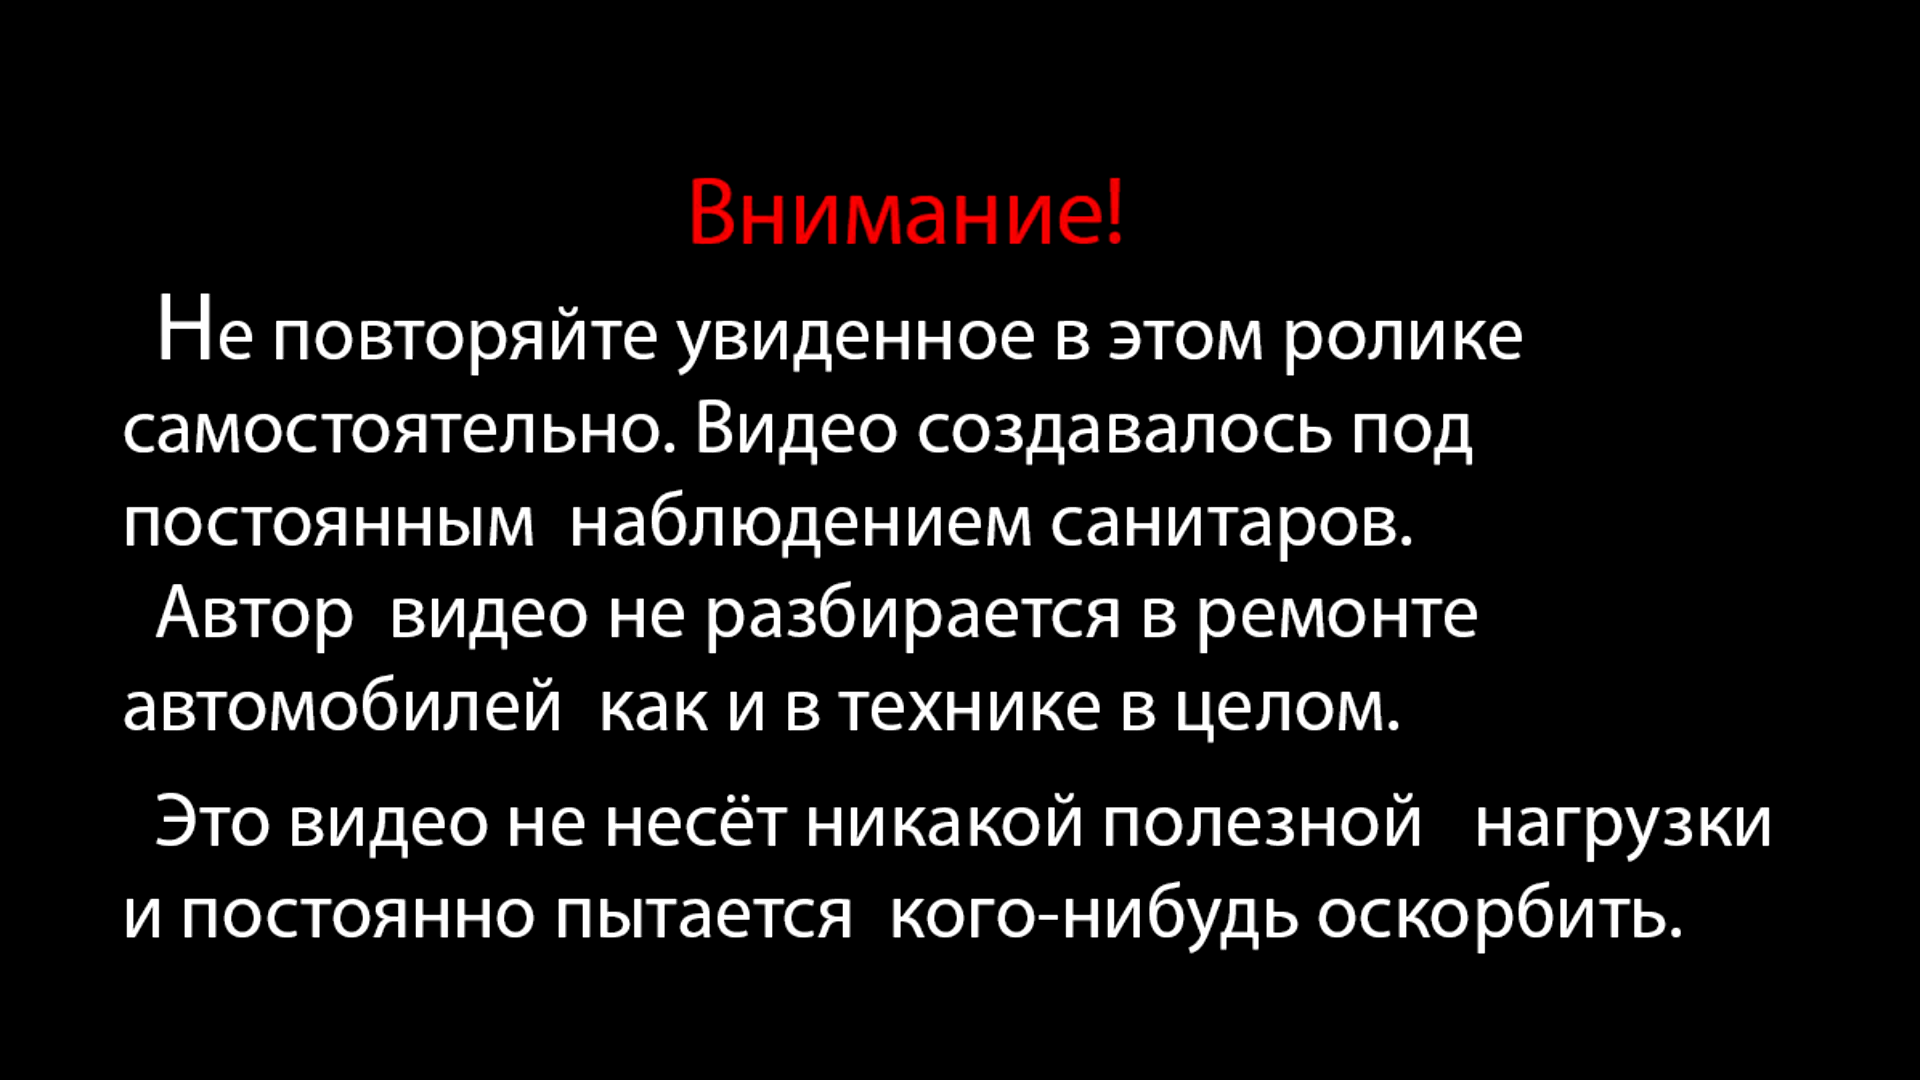 Внимание!
Не повторяйте увиденное в этом ролике
самостоятельно. Видео создавалось под
постоянным наблюдением санитаров.
Автор видео не разбирается в ремонте
автомобилей как и в технике в целом.
Это видео не несёт никакой полезной нагрузки
и постоянно пытается кого-нибудь оскорбить.